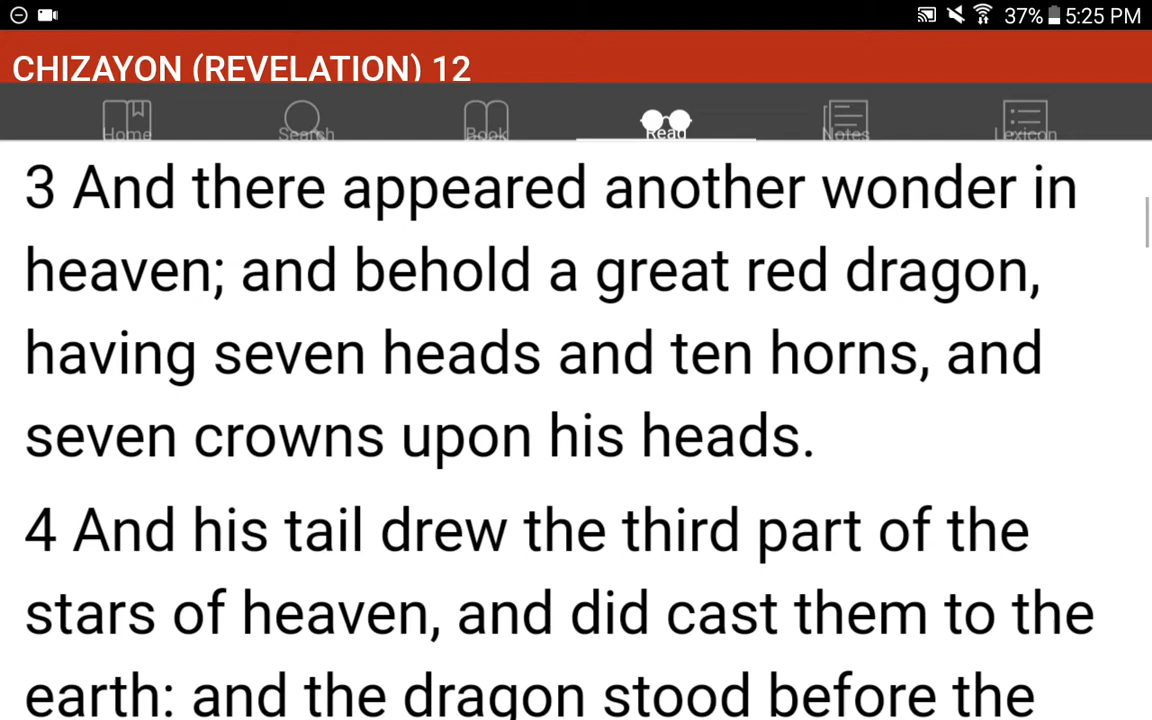 37% 5:25 PM
CHIZAYON (REVELATION) 12
Home Search Book Read Notes Lexicon
3 And there appeared another wonder in
heaven; and behold a great red dragon,
having seven heads and ten horns, and
seven crowns upon his heads.
4 And his tail drew the third part of the
stars of heaven, and did cast them to the
earth: and the dragon stood before the